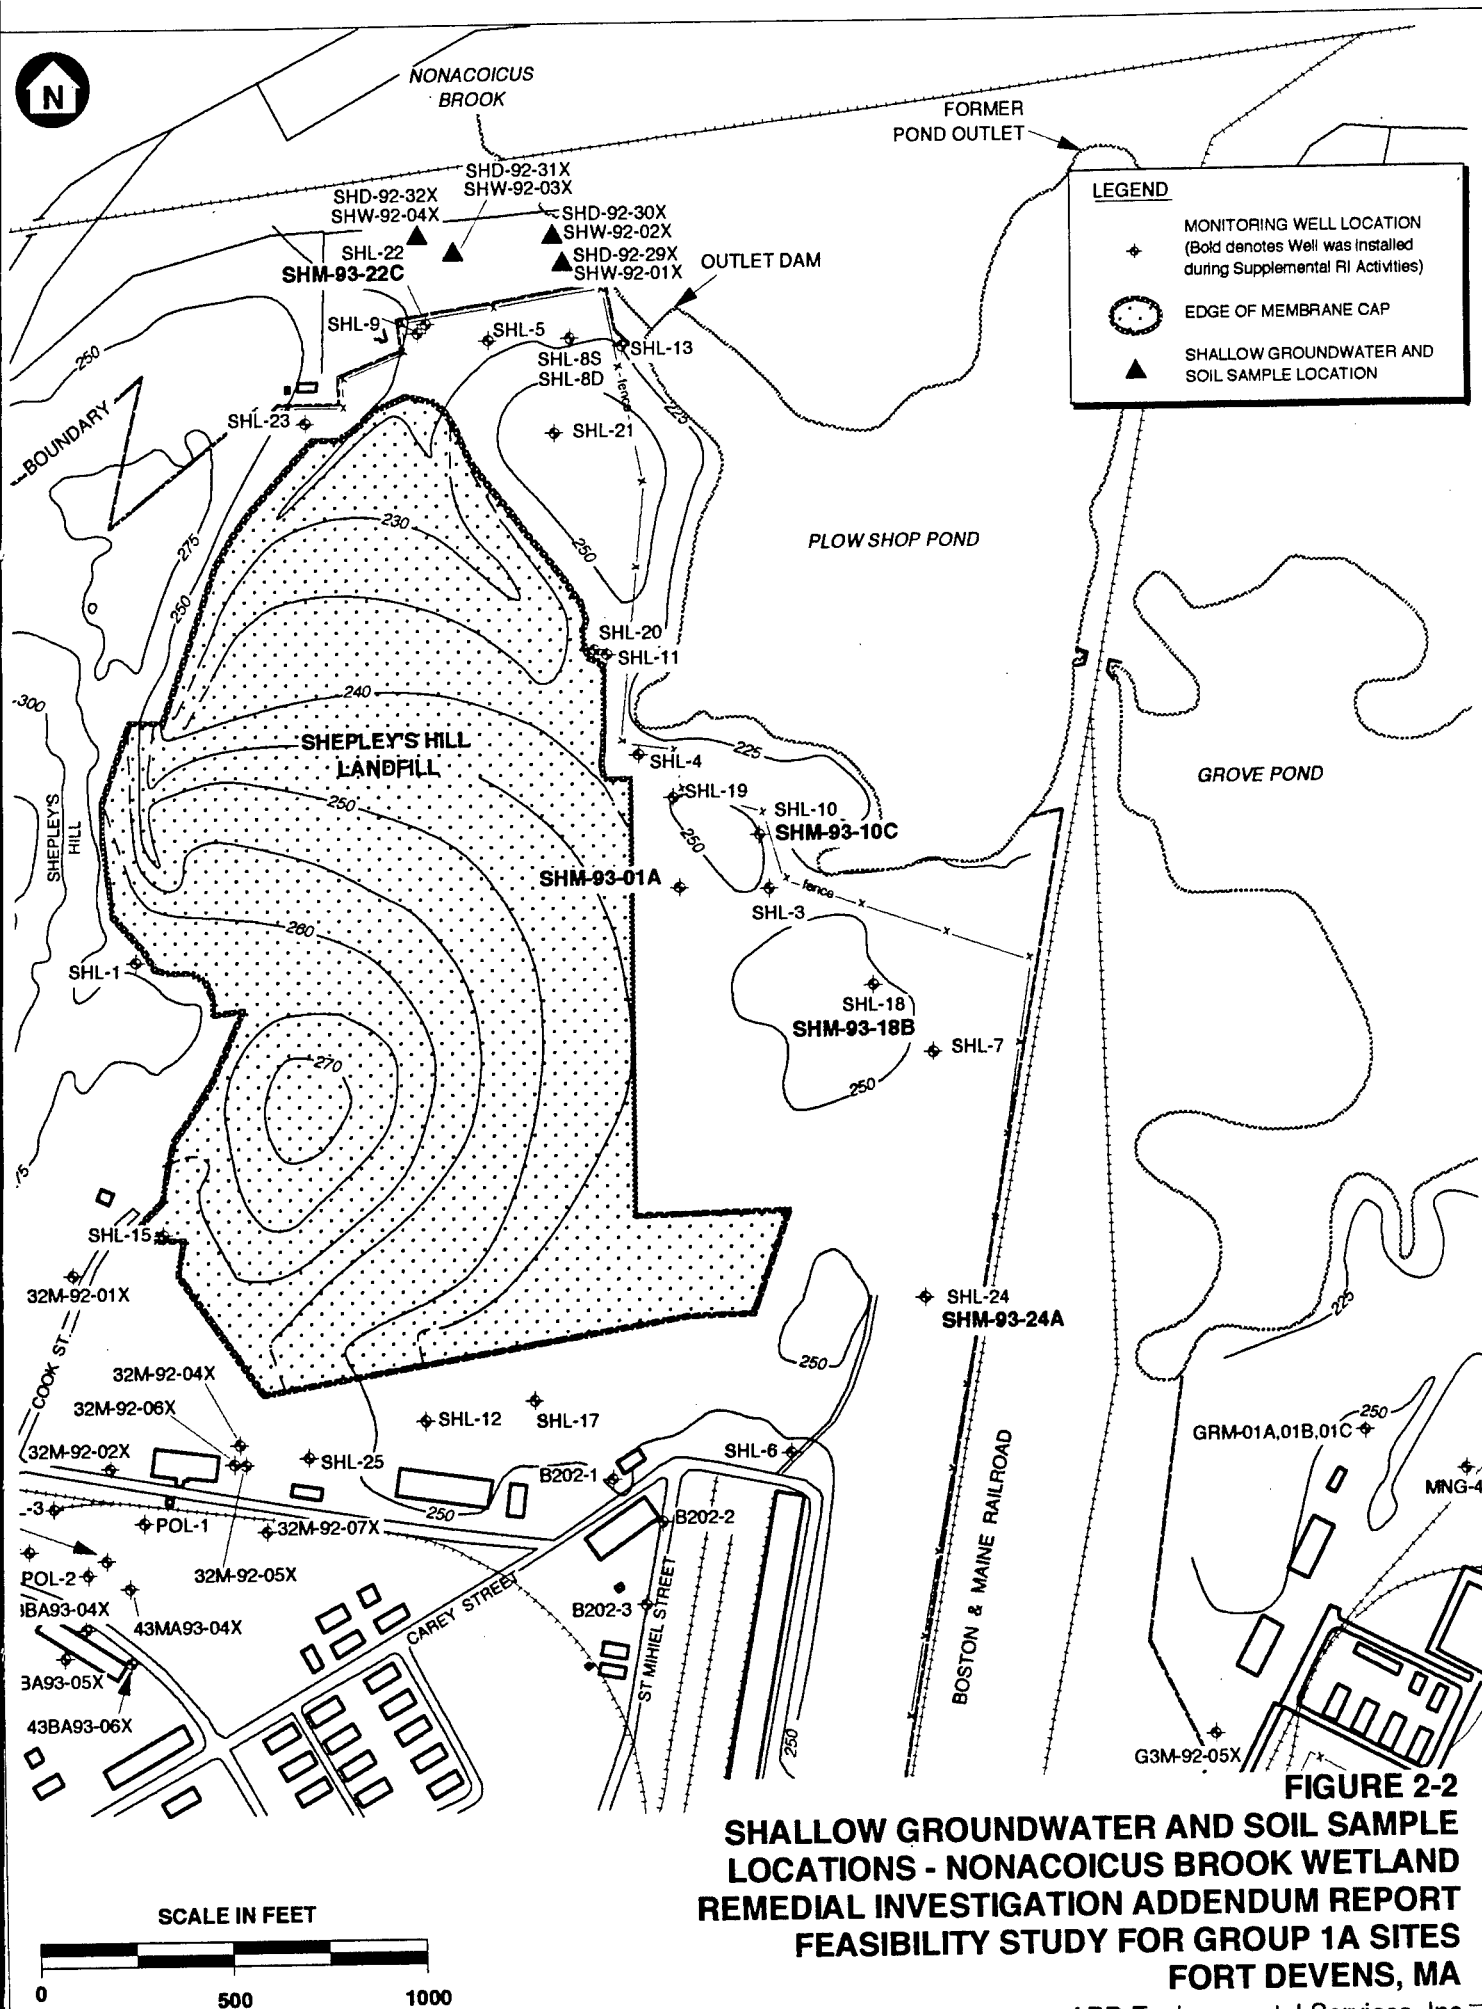 N
NONACOICUS
BROOK
FORMER
POND OUTLET
LEGEND
MONITORING WELL LOCATION
(Bold denotes Well was installed
during Supplemental RI Activities)
EDGE OF MEMBRANE CAP
SHALLOW GROUNDWATER AND
SOIL SAMPLE LOCATION
SHD-92-31X
SHW-92-03X
SHD-92-32X
SHW-92-04X
SHD-92-30X
SHW-92-02X
SHL-22
SHM-93-22C
SHD-92-29X
SHW-92-01X
OUTLET DAM
SHL-9
SHL-5
SHL-8S
SHL-8D
SHL-13
250
fence
225
SHL-23
SHL-21
BOUNDARY
230
275
250
250
PLOW SHOP POND
SHL-20
SHL-11
300
240
SHEPLEY'S HILL
LANDFILL
225
SHL-4
GROVE POND
SHL-19
250
SHL-10
SHM-93-10C
SHEPLEY'S
HILL
250
SHM-93-01A
fence
SHL-3
260
SHL-1
SHL-18
SHM-93-18B
SHL-7
270
250
75
SHL-15
32M-92-01X
SHL-24
SHM-93-24A
225
250
COOK ST.
32M-92-04X
32M-92-06X
SHL-12
SHL-17
250
GRM-01A,01B,01C
32M-92-02X
SHL-25
SHL-6
B202-1
MNG-4
L-3
250
POL-1
32M-92-07X
B202-2
BOSTON & MAINE RAILROAD
POL-2
32M-92-05X
CAREY STREET
B202-3
ST MIHIEL STREET
BA93-04X
43MA93-04X
BA93-05X
43BA93-06X
250
G3M-92-05X
FIGURE 2-2
SHALLOW GROUNDWATER AND SOIL SAMPLE
LOCATIONS - NONACOICUS BROOK WETLAND
REMEDIAL INVESTIGATION ADDENDUM REPORT
FEASIBILITY STUDY FOR GROUP 1A SITES
FORT DEVENS, MA
SCALE IN FEET
0 500 1000